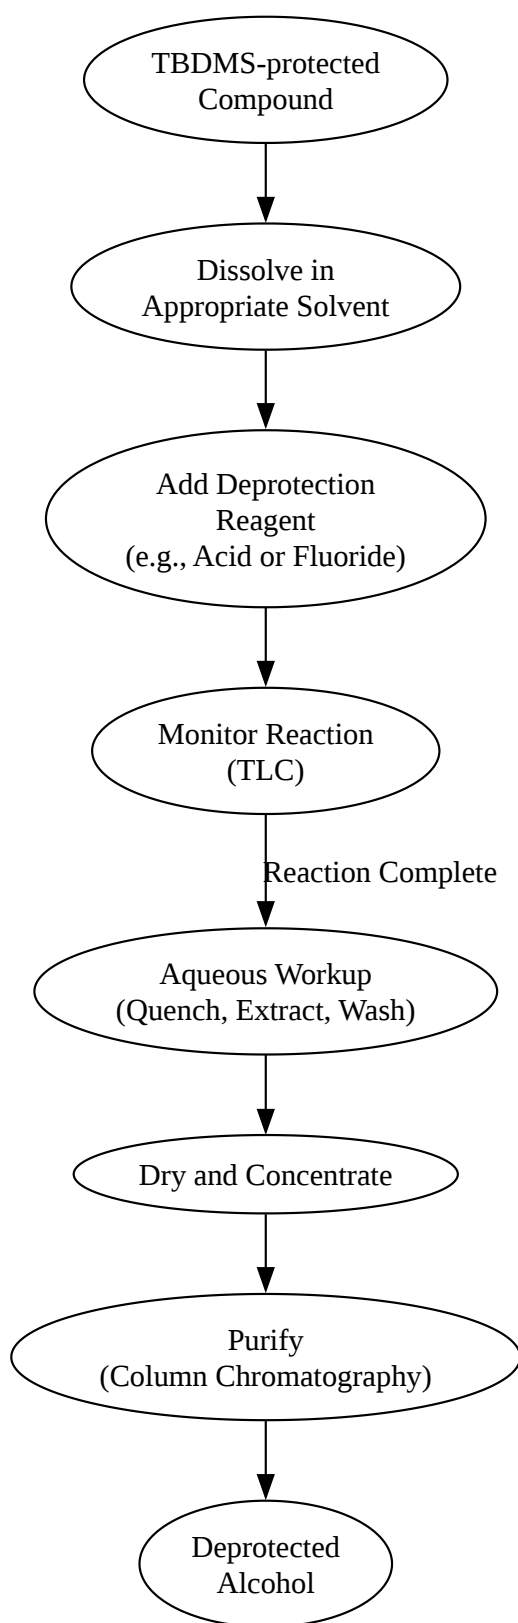 TBDMS-protected
Compound
Dissolve in
Appropriate Solvent
Add Deprotection
Reagent
(e.g., Acid or Fluoride)
Monitor Reaction
(TLC)
Reaction Complete
Aqueous Workup
(Quench, Extract, Wash)
Dry and Concentrate
Purify
(Column Chromatography)
Deprotected
Alcohol